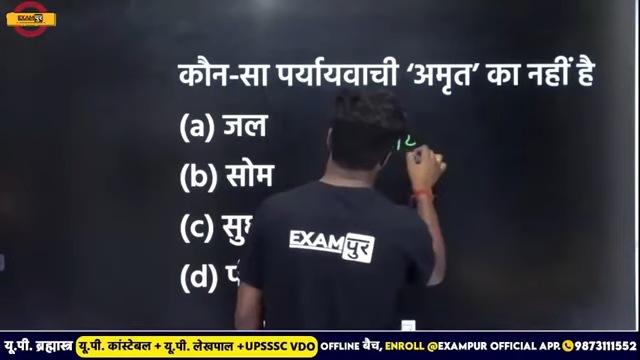 EXAMपुर
कौन-सा पर्यायवाची ‘अमृत’ का नहीं है
(a) जल
(b) सोम
(c)
(d)
EXAMपुर
यू.पी. ब्रह्मास्त्र यू.पी. कांस्टेबल + यू.पी. लेखपाल +UPSSSC VDO OFFLINE बैच, ENROLL @EXAMPUR OFFICIAL APP. 9873111552